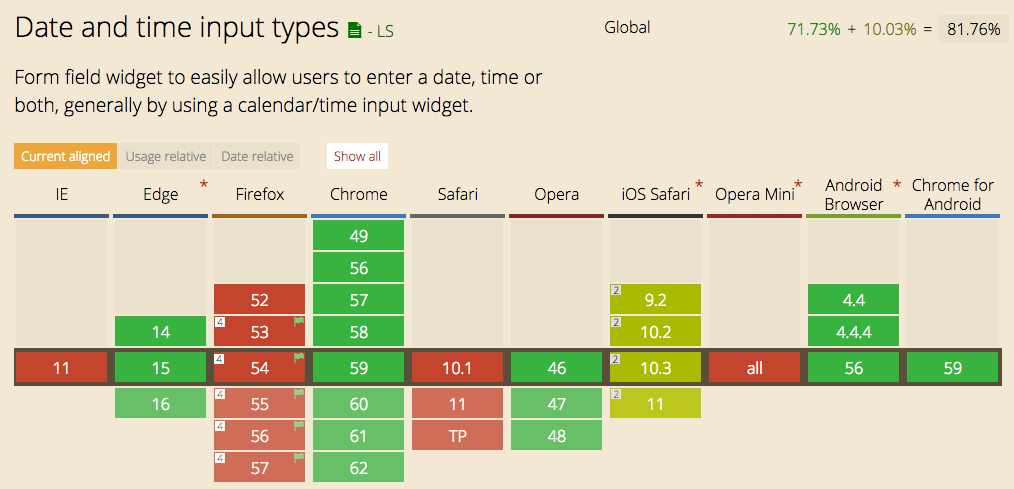 Date and time input types - LS
Global
71.73% + 10.03% = 81.76%
Form field widget to easily allow users to enter a date, time or
both, generally by using a calendar/time input widget.
Current aligned Usage relative Date relative Show all
IE Edge * Firefox Chrome Safari Opera iOS Safari * Opera Mini * Android Browser * Chrome for Android
49
56
52 57 2 9.2 4.4
14 4 53 58 2 10.2 4.4.4
11 15 4 54 59 10.1 46 2 10.3 all 56 59
16 4 55 60 11 47 2 11
4 56 61 TP 48
4 57 62